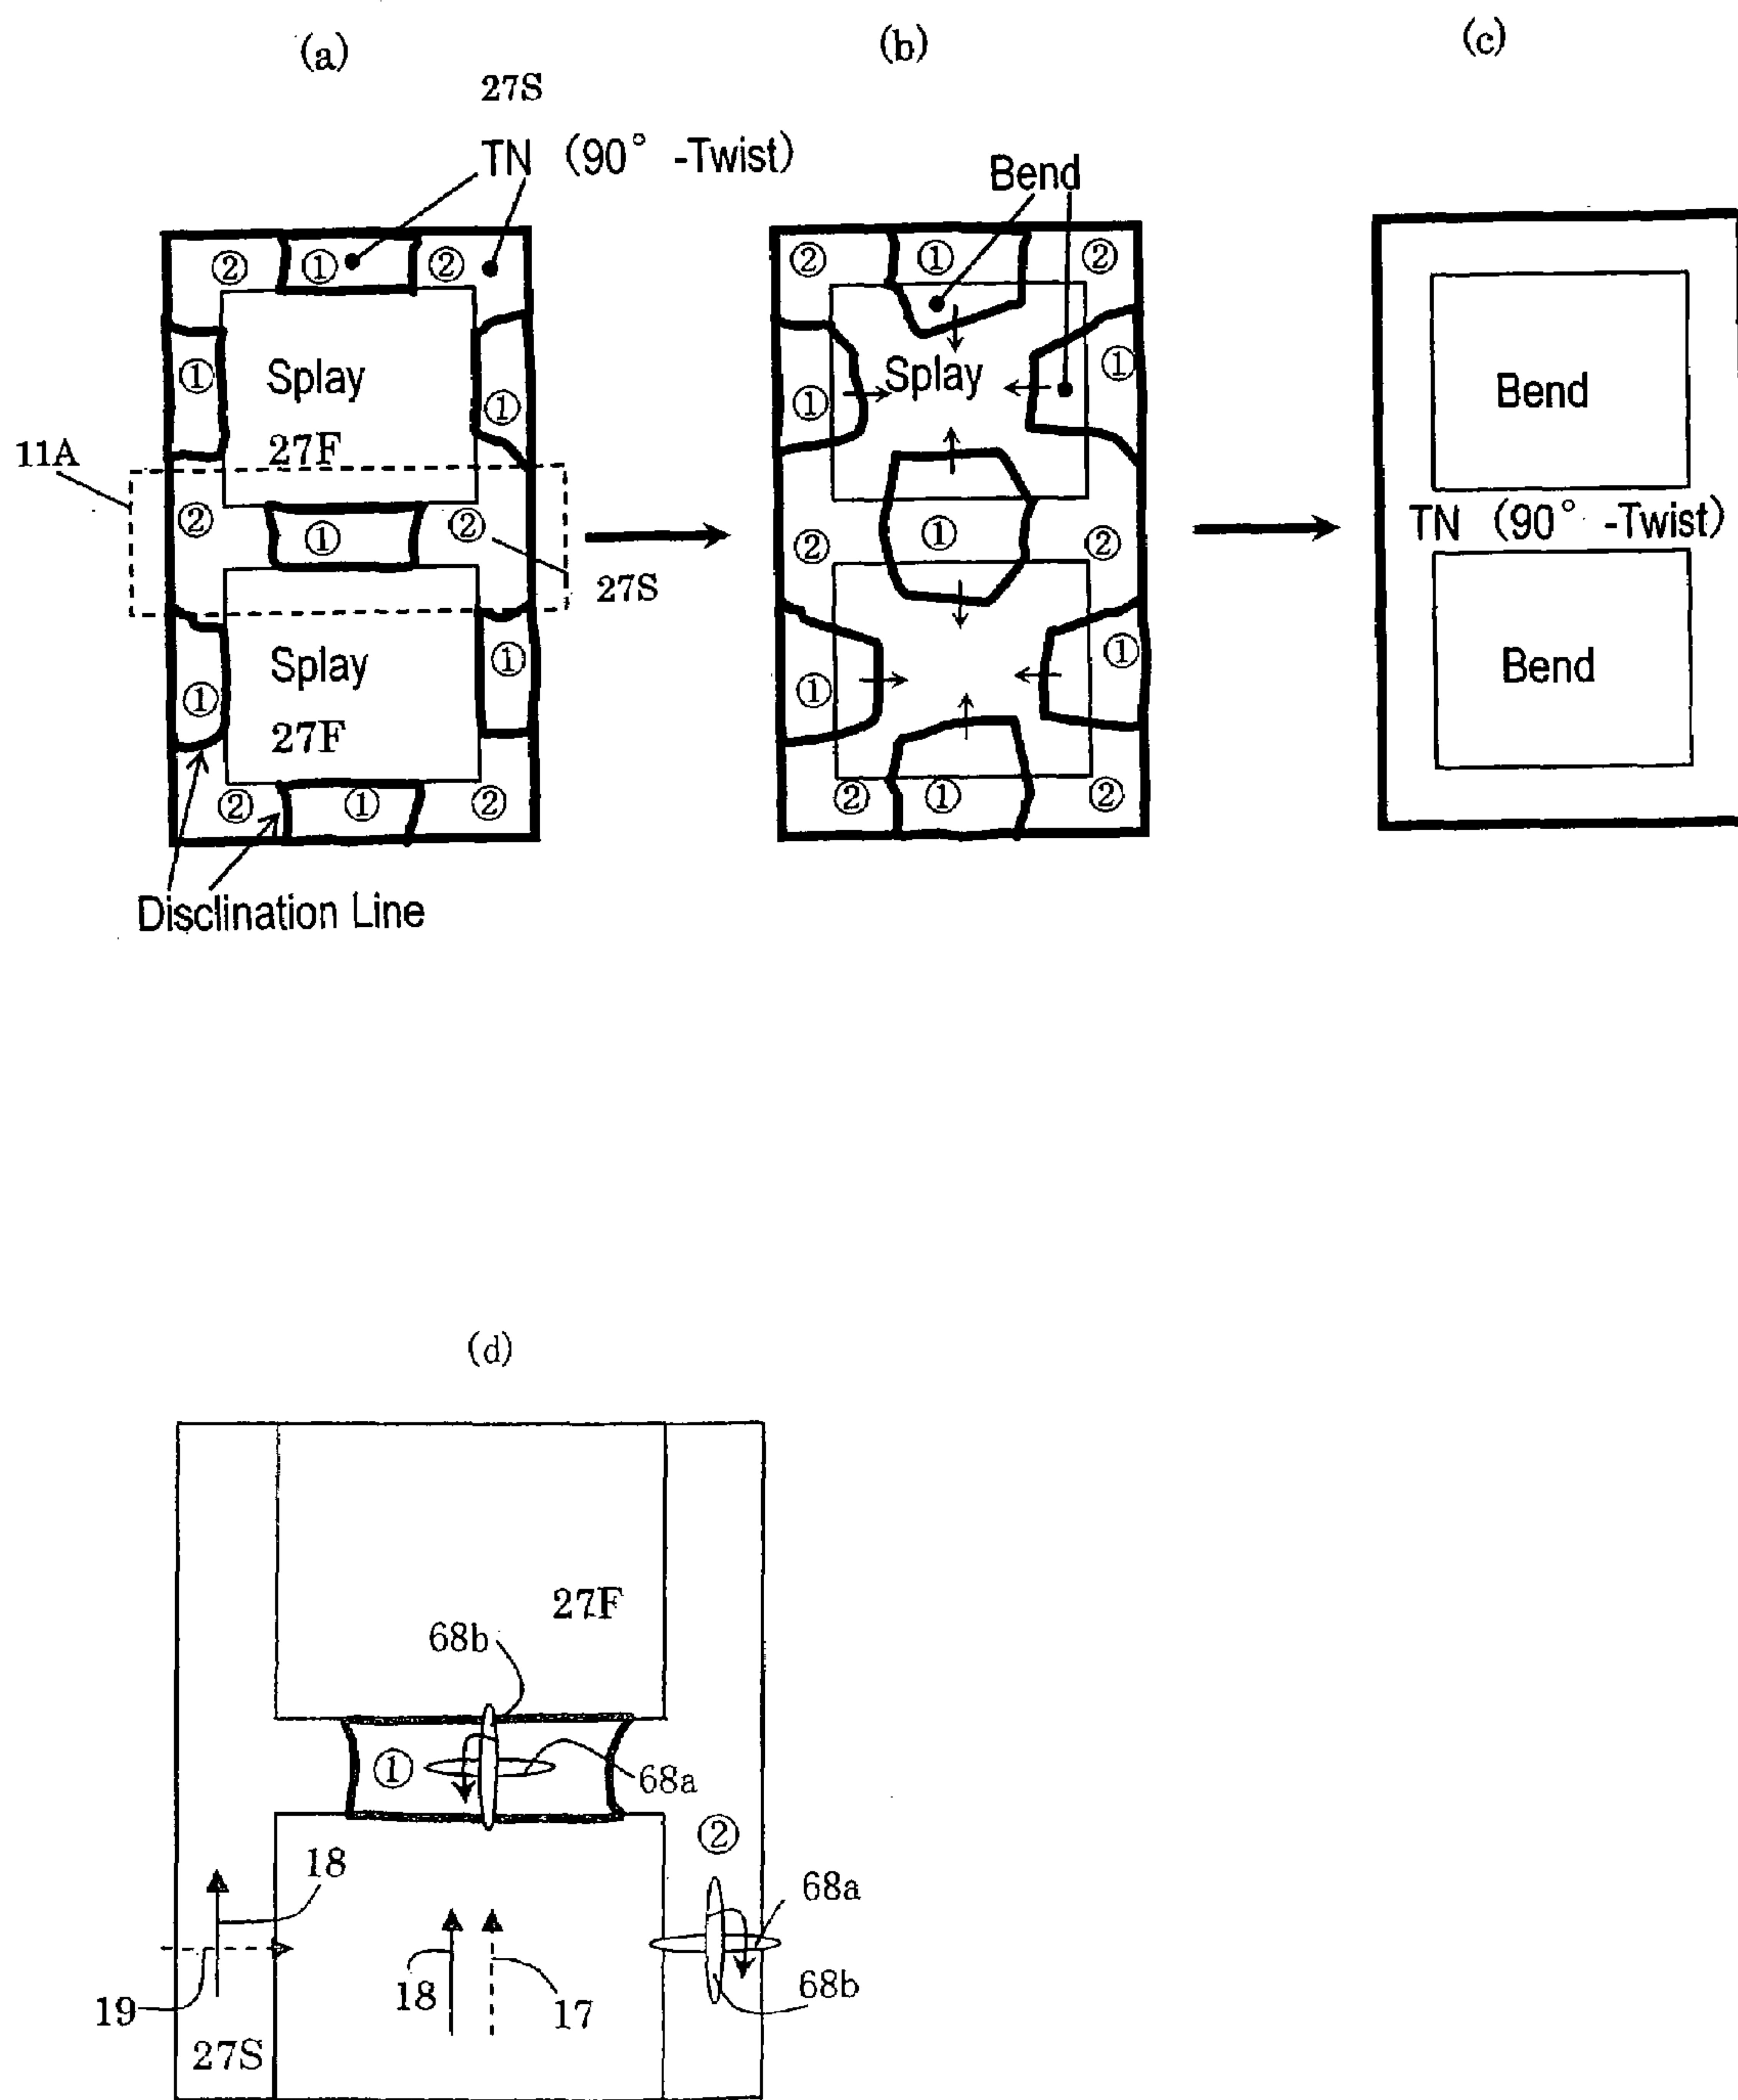 (a)
27S
TN (90° -Twist)
② ① ②
① Splay ①
27F
11A
② ① ②
27S
① Splay ①
27F
② ① ②
Disclination Line
(b)
Bend
② ① ②
① Splay ①
② ① ②
① ①
② ① ②
(c)
Bend
TN (90° -Twist)
Bend
(d)
27F
68b
①
68a
②
18
68a
19
18
17
68b
27S